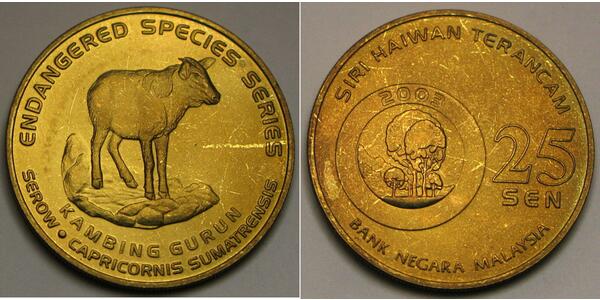 ENDANGERED SPECIES SERIES
KAMBING GURUN
SEROW • CAPRICORNIS SUMATRENSIS
SIRI HAIWAN TERANCAM
2003
25
SEN
BANK NEGARA MALAYSIA